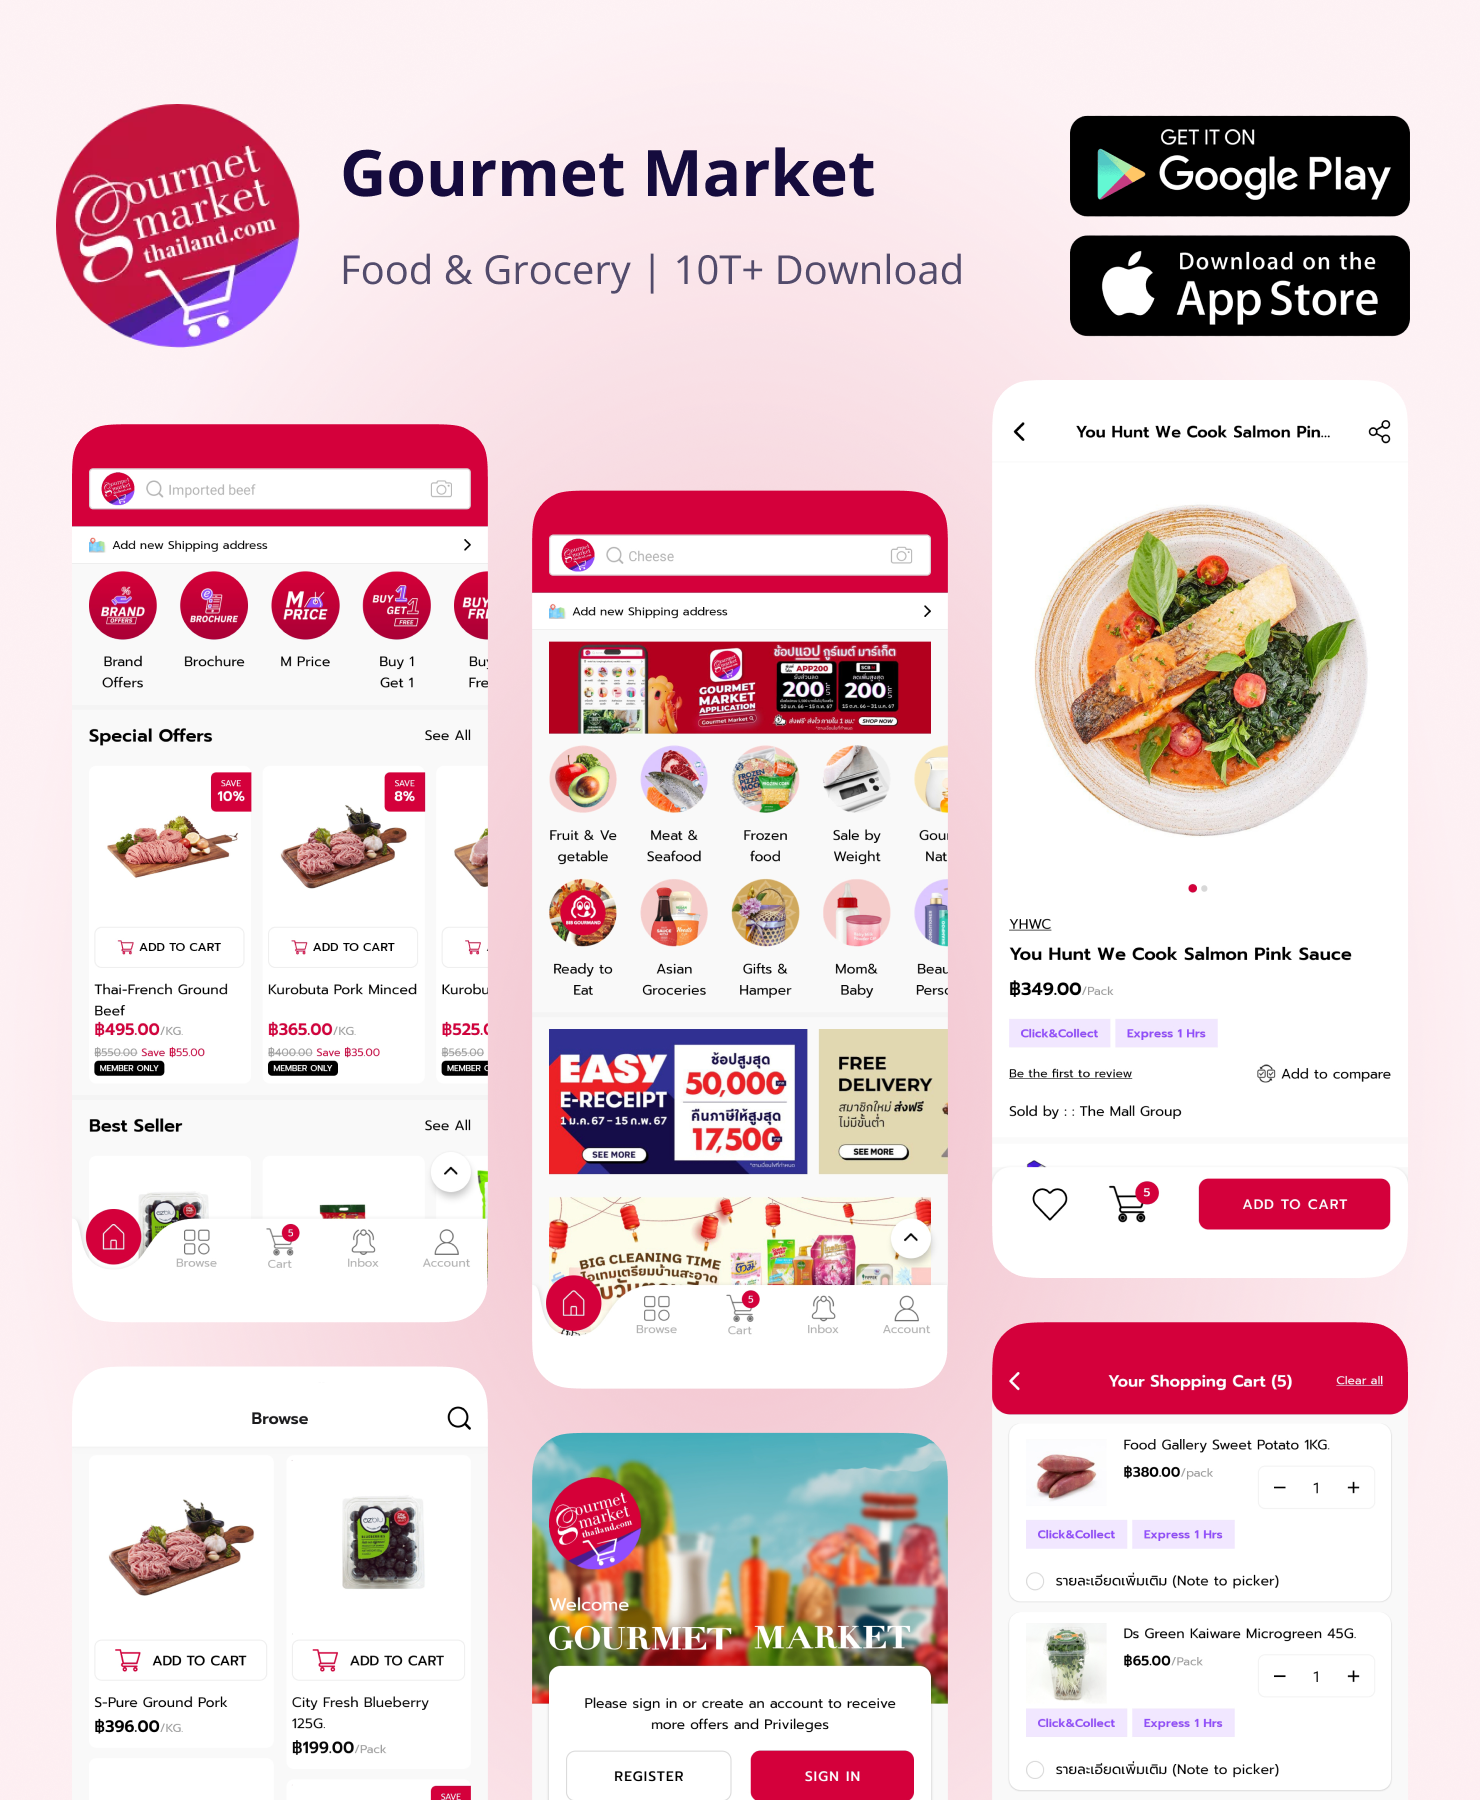 Gourmet
market
thailand.com
Gourmet Market
Food & Grocery | 10T+ Download
GET IT ON
Google Play
Download on the
App Store
Imported beef
Add new Shipping address
%
BRAND
OFFERS
BROCHURE
M
PRICE
BUY 1
GET 1
FREE
BUY
FRE
Brand
Offers
Brochure
M Price
Buy 1
Get 1
Buy
Fre
Special Offers
See All
SAVE
10%
SAVE
8%
ADD TO CART
ADD TO CART
Thai-French Ground
Beef
฿495.00/KG.
฿550.00 Save ฿55.00
MEMBER ONLY
Kurobuta Pork Minced
฿365.00/KG.
฿400.00 Save ฿35.00
MEMBER ONLY
Kurobu
฿525.0
฿565.00
MEMBER O
Best Seller
See All
Browse
5
Cart
Inbox
Account
Cheese
Add new Shipping address
GOURMET
MARKET
APPLICATION
Gourmet Market
ช้อปแอป กูร์เมต์ มาร์เก็ต
APP200
200
200
SHOP NOW
Fruit & Ve
getable
Meat &
Seafood
Frozen
food
Sale by
Weight
Gour
Nat
Ready to
Eat
Asian
Groceries
Gifts &
Hamper
Mom&
Baby
Beau
Perso
EASY
E-RECEIPT
1 ม.ค. 67 – 15 ก.พ. 67
SEE MORE
ช้อปสูงสุด
50,000
คืนภาษีให้สูงสุด
17,500
FREE
DELIVERY
สมาชิกใหม่ ส่งฟรี
ไม่มีขั้นต่ำ
SEE MORE
BIG CLEANING TIME
ไอเทมเตรียมบ้านสะอาด
Browse
5
Cart
Inbox
Account
You Hunt We Cook Salmon Pin...
YHWC
You Hunt We Cook Salmon Pink Sauce
฿349.00/Pack
Click&Collect
Express 1 Hrs
Be the first to review
Add to compare
Sold by : : The Mall Group
5
ADD TO CART
Browse
ADD TO CART
S-Pure Ground Pork
฿396.00/KG.
ADD TO CART
City Fresh Blueberry
125G.
฿199.00/Pack
SAVE
Gourmet
market
thailand.com
Welcome
GOURMET MARKET
Please sign in or create an account to receive
more offers and Privileges
REGISTER
SIGN IN
Your Shopping Cart (5)
Clear all
Food Gallery Sweet Potato 1KG.
฿380.00/pack
1
Click&Collect
Express 1 Hrs
รายละเอียดเพิ่มเติม (Note to picker)
Ds Green Kaiware Microgreen 45G.
฿65.00/Pack
1
Click&Collect
Express 1 Hrs
รายละเอียดเพิ่มเติม (Note to picker)